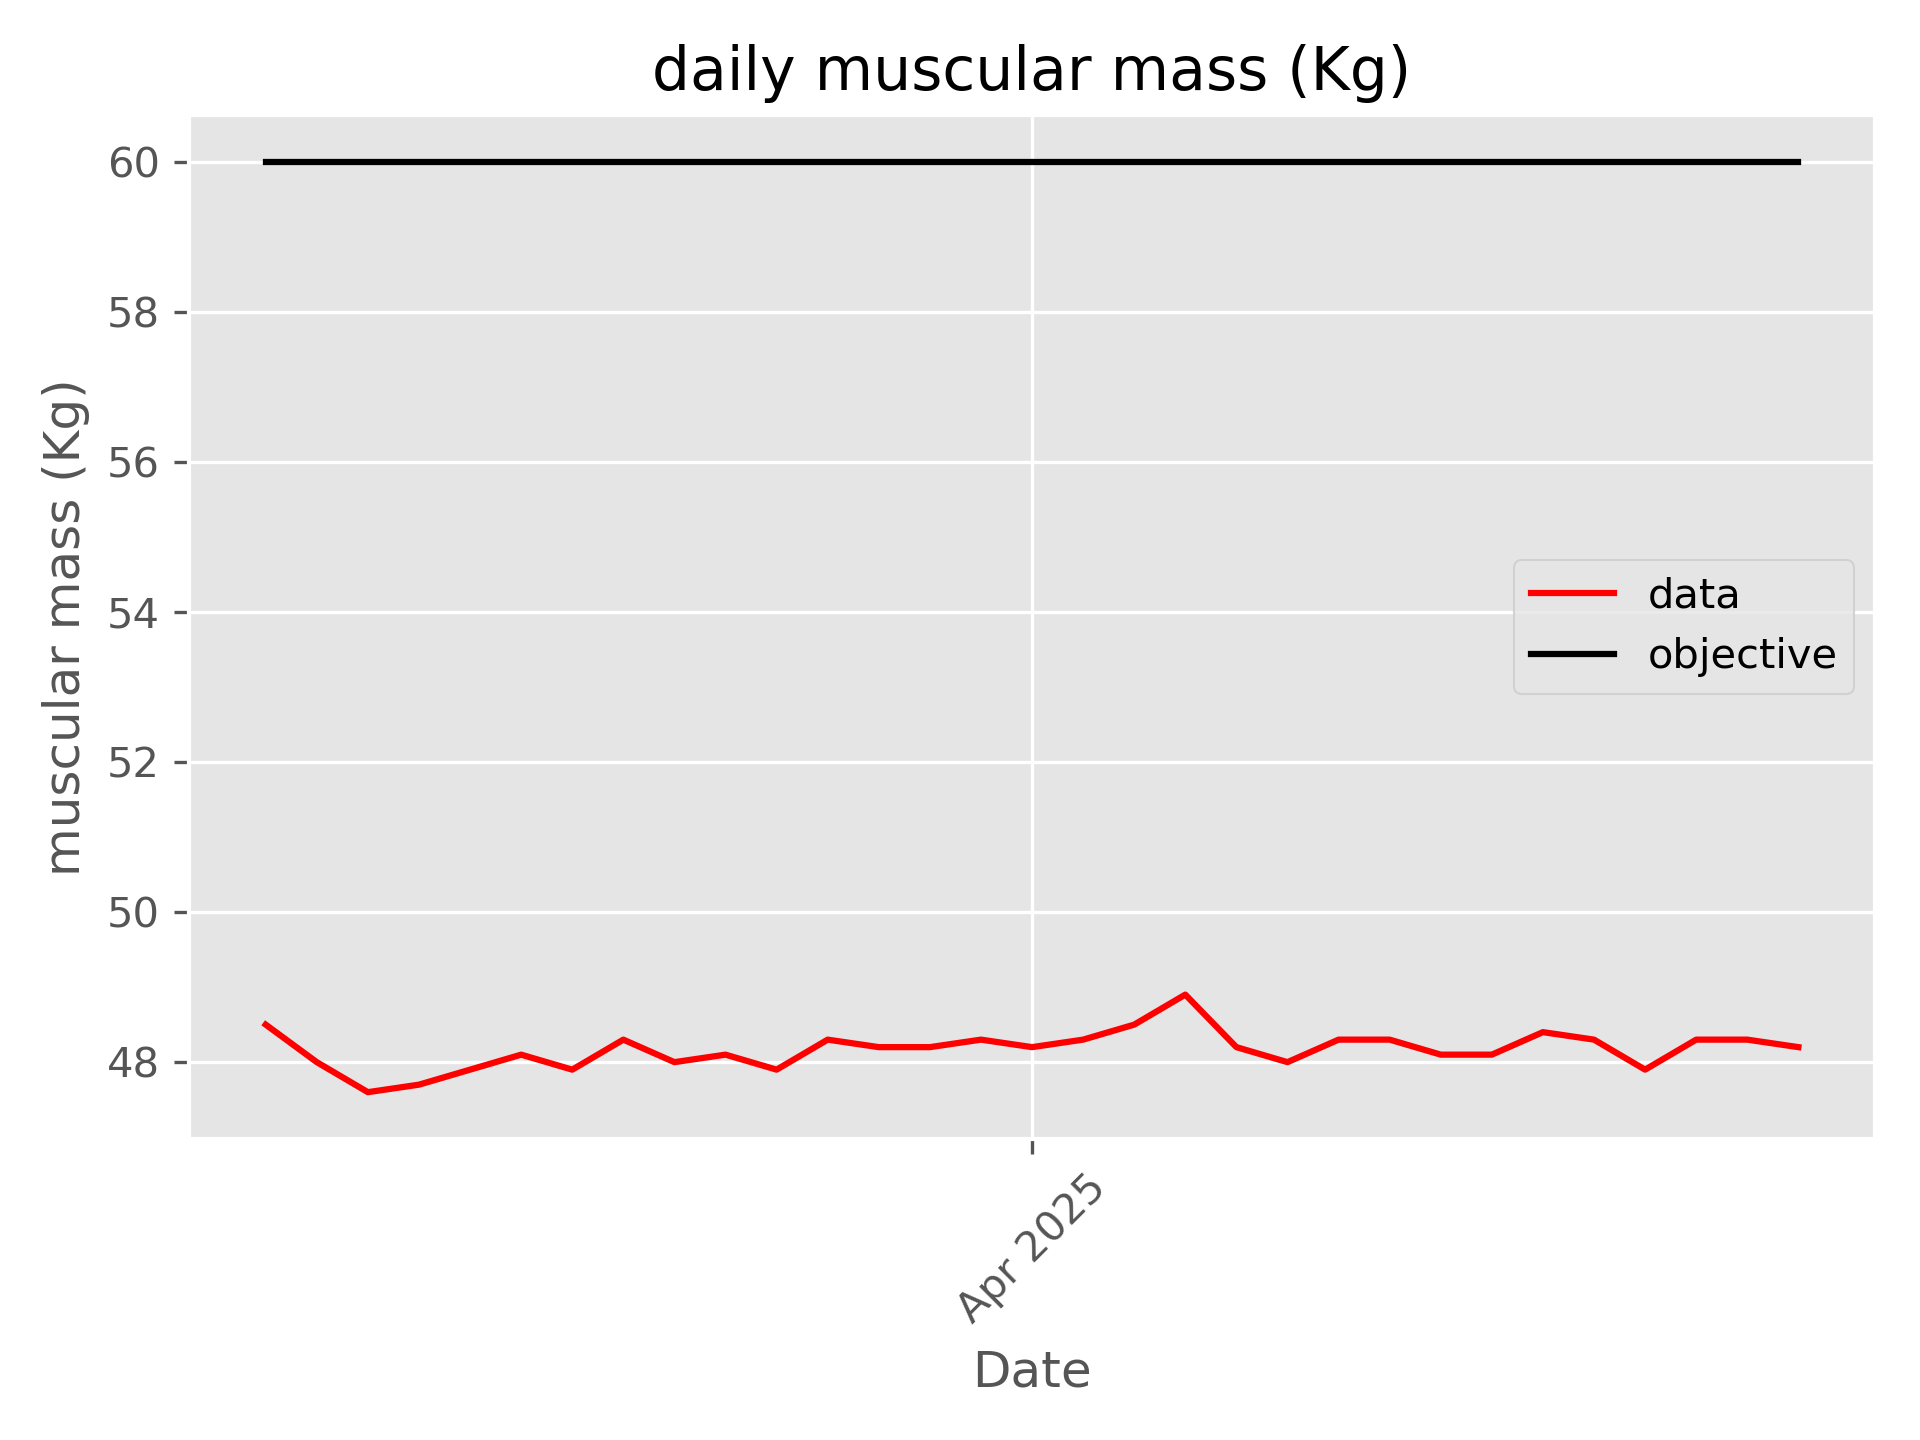 daily muscular mass (Kg)
muscular mass (Kg)
60
58
56
54
52
50
48
data
objective
Apr 2025
Date